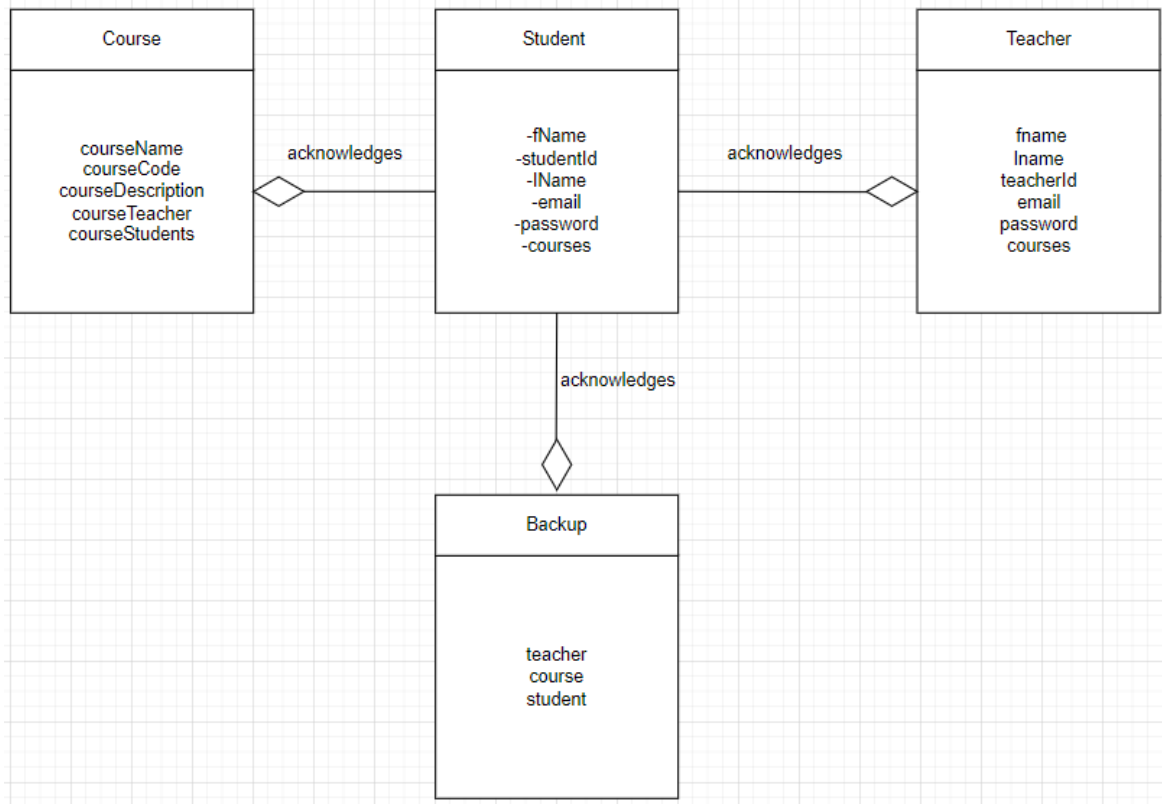 Course
Student
Teacher
courseName
courseCode
courseDescription
courseTeacher
courseStudents
acknowledges
-fName
-studentId
-lName
-email
-password
-courses
acknowledges
fname
lname
teacherId
email
password
courses
acknowledges
Backup
teacher
course
student